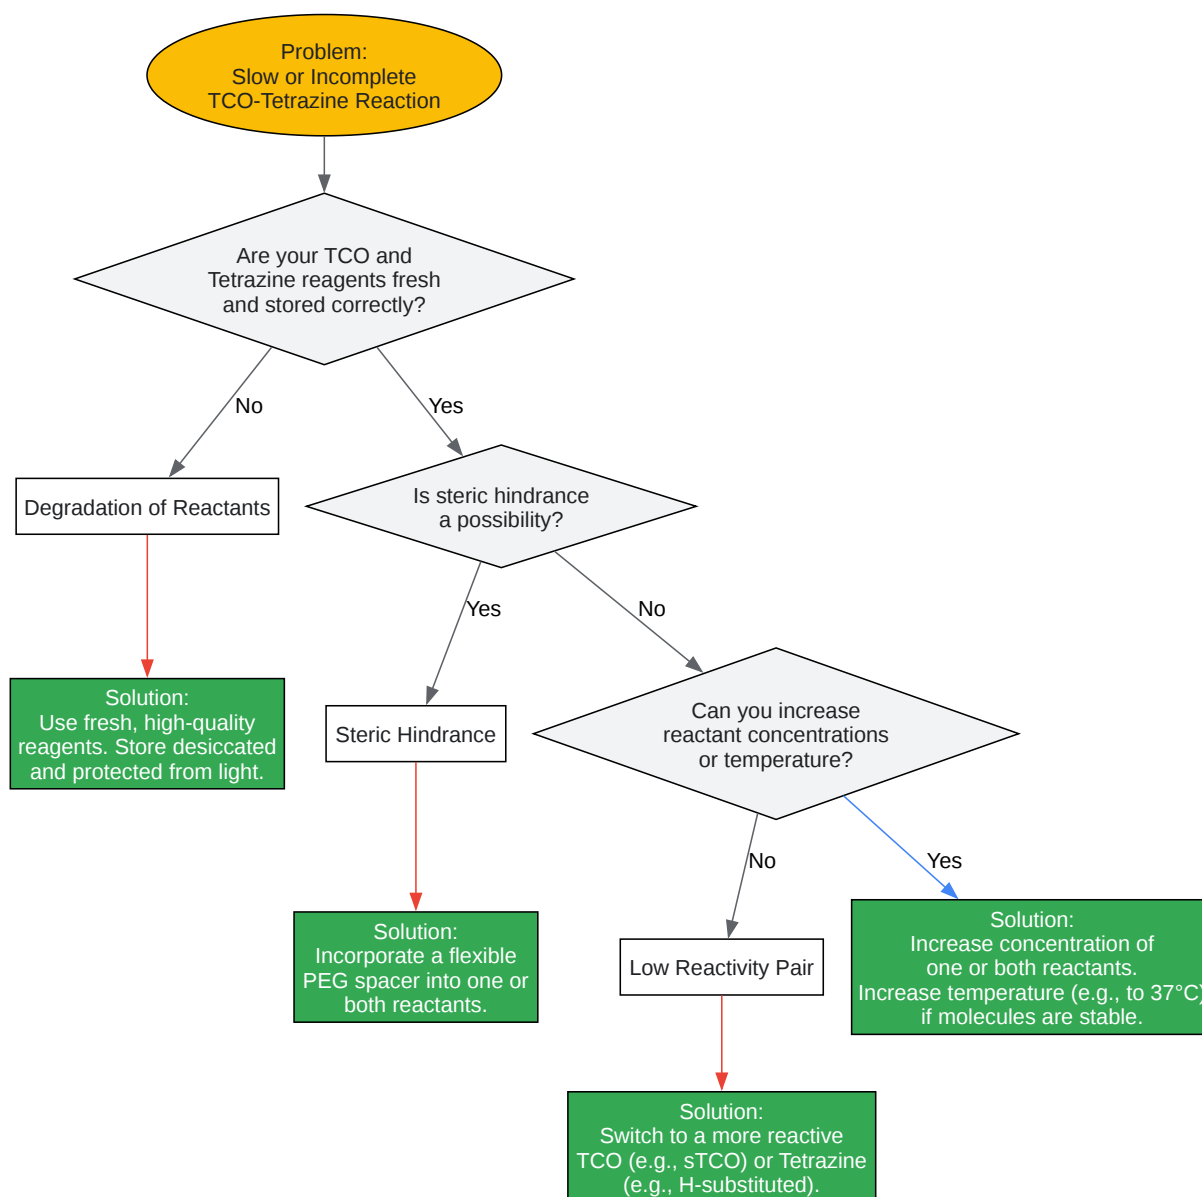 Problem:
Slow or Incomplete
TCO-Tetrazine Reaction
Are your TCO and
Tetrazine reagents fresh
and stored correctly?
No
Yes
Degradation of Reactants
Is steric hindrance
a possibility?
Yes
No
Solution:
Use fresh, high-quality
reagents. Store desiccated
and protected from light.
Steric Hindrance
Can you increase
reactant concentrations
or temperature?
No
Yes
Solution:
Incorporate a flexible
PEG spacer into one or
both reactants.
Low Reactivity Pair
Solution:
Increase concentration of
one or both reactants.
Increase temperature (e.g., to 37°C)
if molecules are stable.
Solution:
Switch to a more reactive
TCO (e.g., sTCO) or Tetrazine
(e.g., H-substituted).